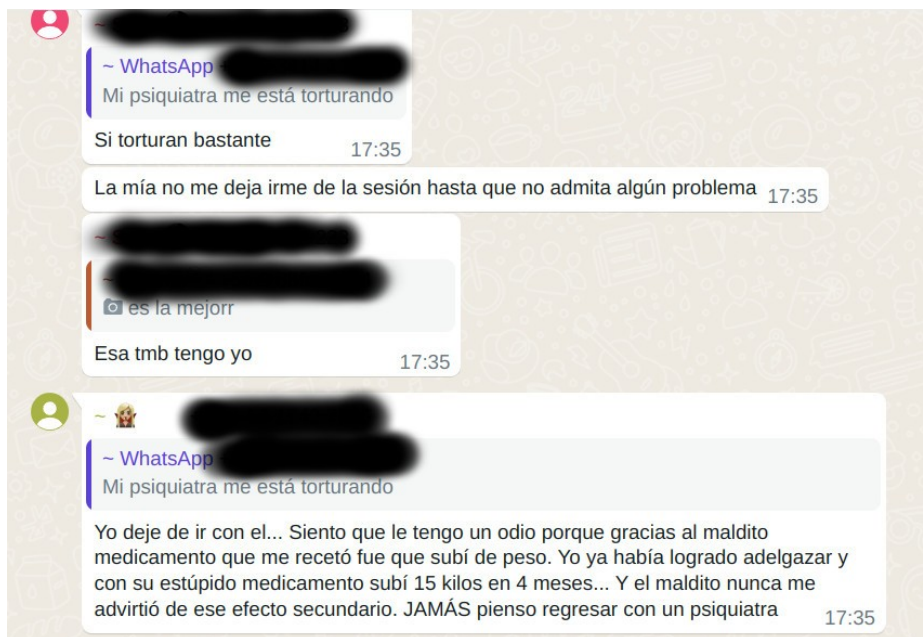 ~ WhatsApp
Mi psiquiatra me está torturando
Si torturan bastante
17:35
La mía no me deja irme de la sesión hasta que no admita algún problema
17:35
es la mejorr
Esa tmb tengo yo
17:35
~
~ WhatsApp
Mi psiquiatra me está torturando
Yo deje de ir con el... Siento que le tengo un odio porque gracias al maldito
medicamento que me recetó fue que subí de peso. Yo ya había logrado adelgazar y
con su estúpido medicamento subí 15 kilos en 4 meses... Y el maldito nunca me
advirtió de ese efecto secundario. JAMÁS pienso regresar con un psiquiatra
17:35